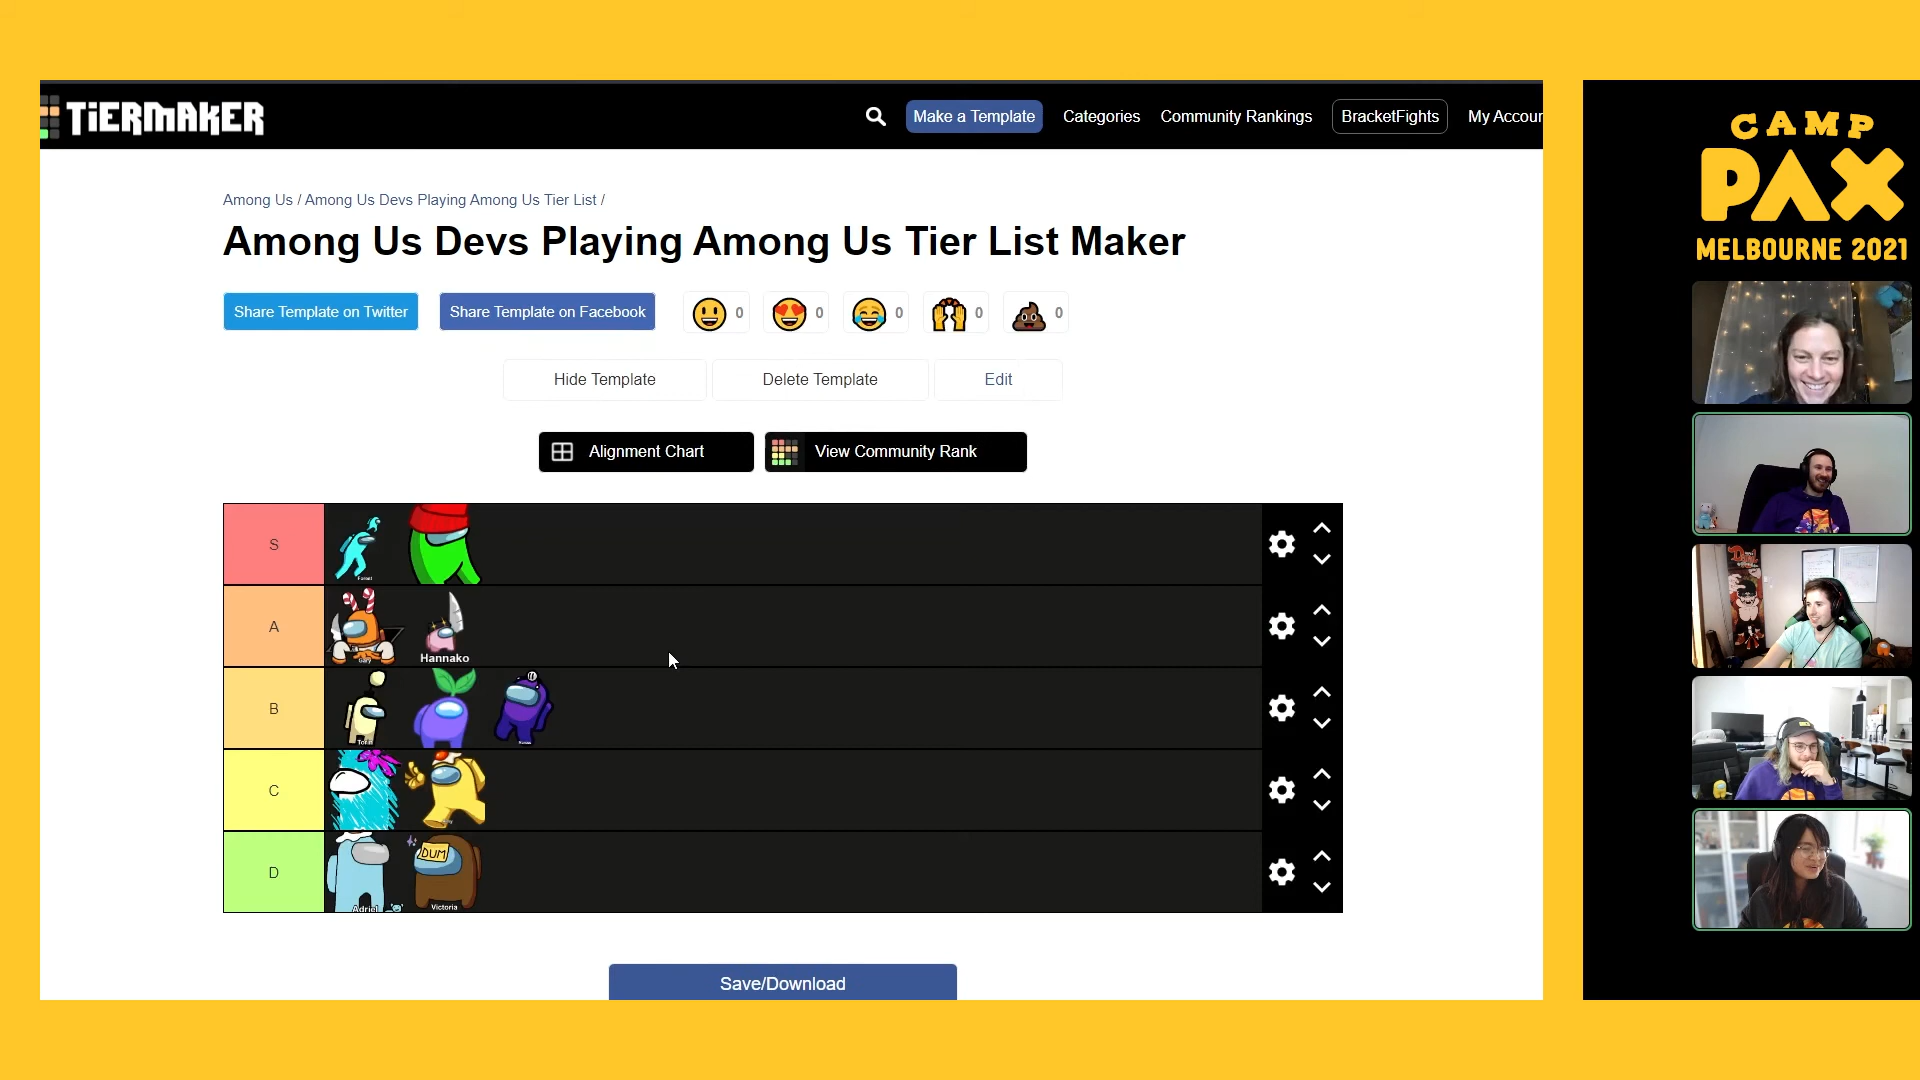 TiERMAKER
Make a Template
Categories
Community Rankings
BracketFights
My Accour
Among Us / Among Us Devs Playing Among Us Tier List /
Among Us Devs Playing Among Us Tier List Maker
Share Template on Twitter
Share Template on Facebook
0
0
0
0
0
Hide Template
Delete Template
Edit
Alignment Chart
View Community Rank
S
Forest
A
Gary
Hannako
B
C
D
DUM
Adriel
Victoria
Save/Download
CAMP
PAX
MELBOURNE 2021